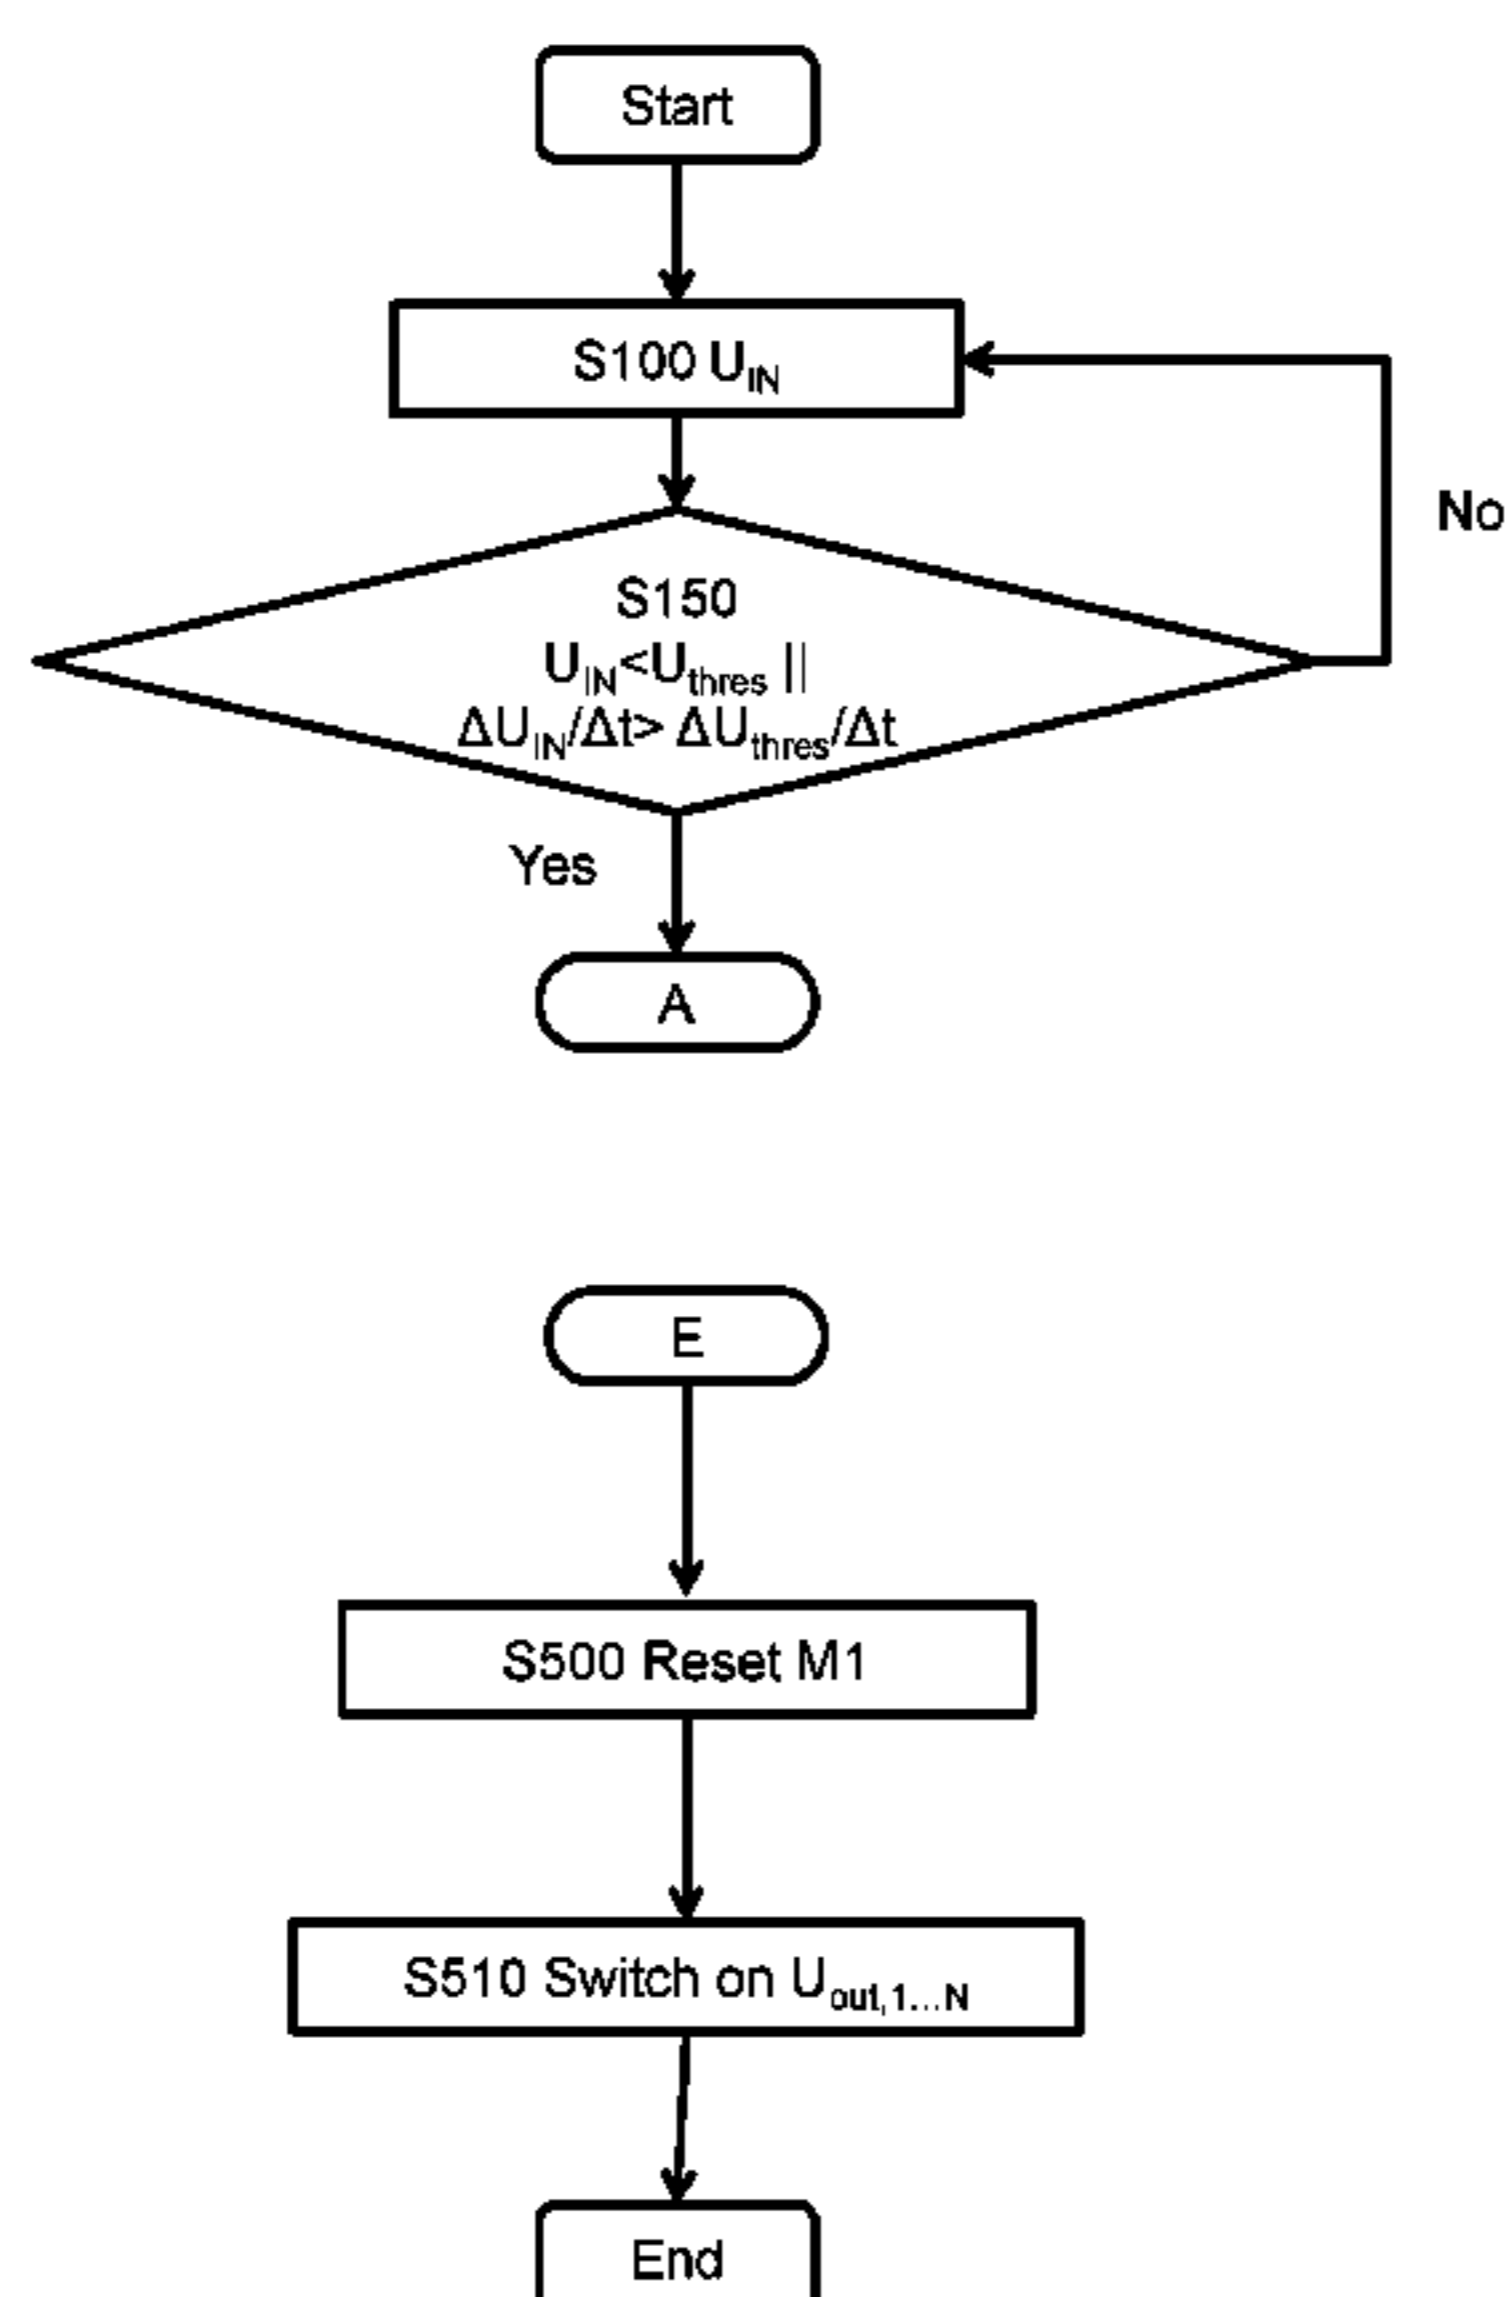 Start
S100 U_IN
No
S150
U_IN<U_thres ||
ΔU_IN/Δt> ΔU_thres/Δt
Yes
A
E
S500 Reset M1
S510 Switch on U_out,1...N
End